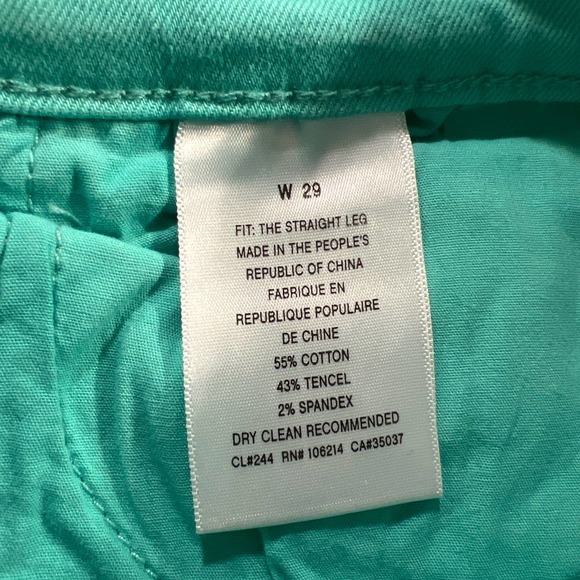 W 29
FIT: THE STRAIGHT LEG
MADE IN THE PEOPLE'S
REPUBLIC OF CHINA
FABRIQUE EN
REPUBLIQUE POPULAIRE
DE CHINE
55% COTTON
43% TENCEL
2% SPANDEX
DRY CLEAN RECOMMENDED
CL#244 RN# 106214 CA#35037